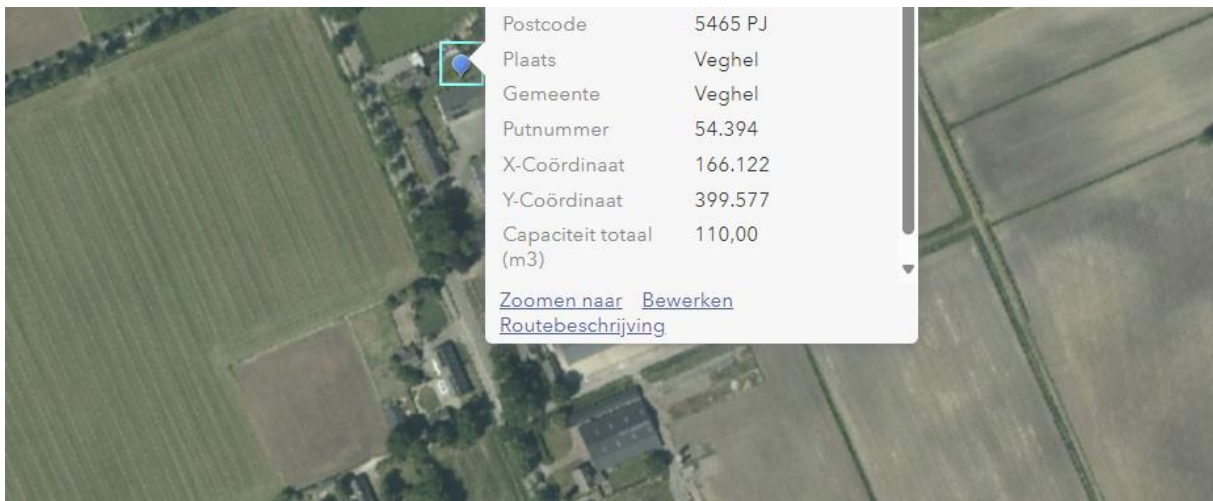 Postcode 5465 PJ
Plaats Veghel
Gemeente Veghel
Putnummer 54.394
X-Coördinaat 166.122
Y-Coördinaat 399.577
Capaciteit totaal 110,00
(m3)
Zoomen naar Bewerken
Routebeschrijving